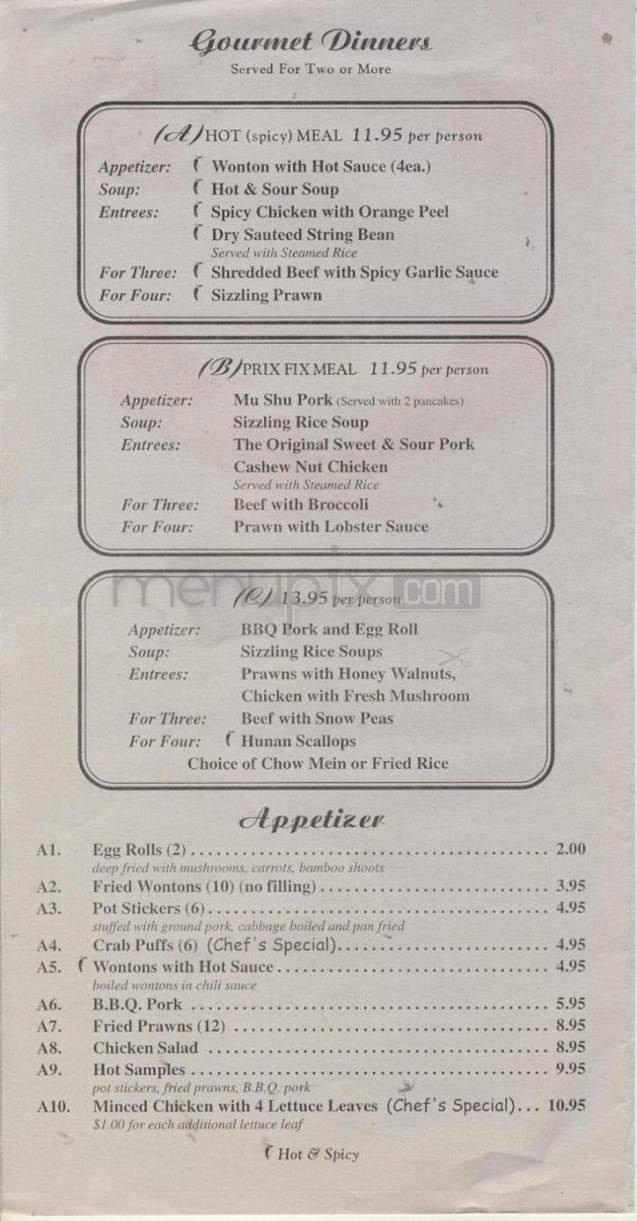 Gourmet Dinners
Served For Two or More
(A) HOT (spicy) MEAL 11.95 per person
Appetizer: Wonton with Hot Sauce (4ea.)
Soup: Hot & Sour Soup
Entrees: Spicy Chicken with Orange Peel
Dry Sauteed String Bean
Served with Steamed Rice
For Three: Shredded Beef with Spicy Garlic Sauce
For Four: Sizzling Prawn
(B) PRIX FIX MEAL 11.95 per person
Appetizer: Mu Shu Pork (Served with 2 pancakes)
Soup: Sizzling Rice Soup
Entrees: The Original Sweet & Sour Pork
Cashew Nut Chicken
Served with Steamed Rice
For Three: Beef with Broccoli
For Four: Prawn with Lobster Sauce
menupix.com
(C) 13.95 per person
Appetizer: BBQ Pork and Egg Roll
Soup: Sizzling Rice Soups
Entrees: Prawns with Honey Walnuts,
Chicken with Fresh Mushroom
For Three: Beef with Snow Peas
For Four: Hunan Scallops
Choice of Chow Mein or Fried Rice
Appetizer
A1. Egg Rolls (2) ........................................ 2.00
deep fried with mushrooms, carrots, bamboo shoots
A2. Fried Wontons (10) (no filling) ......................... 3.95
A3. Pot Stickers (6) ...................................... 4.95
stuffed with ground pork, cabbage boiled and pan fried
A4. Crab Puffs (6) (Chef's Special) ....................... 4.95
A5. Wontons with Hot Sauce .............................. 4.95
boiled wontons in chili sauce
A6. B.B.Q. Pork ........................................ 5.95
A7. Fried Prawns (12) ................................... 8.95
A8. Chicken Salad ...................................... 8.95
A9. Hot Samples ........................................ 9.95
pot stickers, fried prawns, B.B.Q. pork
A10. Minced Chicken with 4 Lettuce Leaves (Chef's Special)... 10.95
$1.00 for each additional lettuce leaf
Hot & Spicy